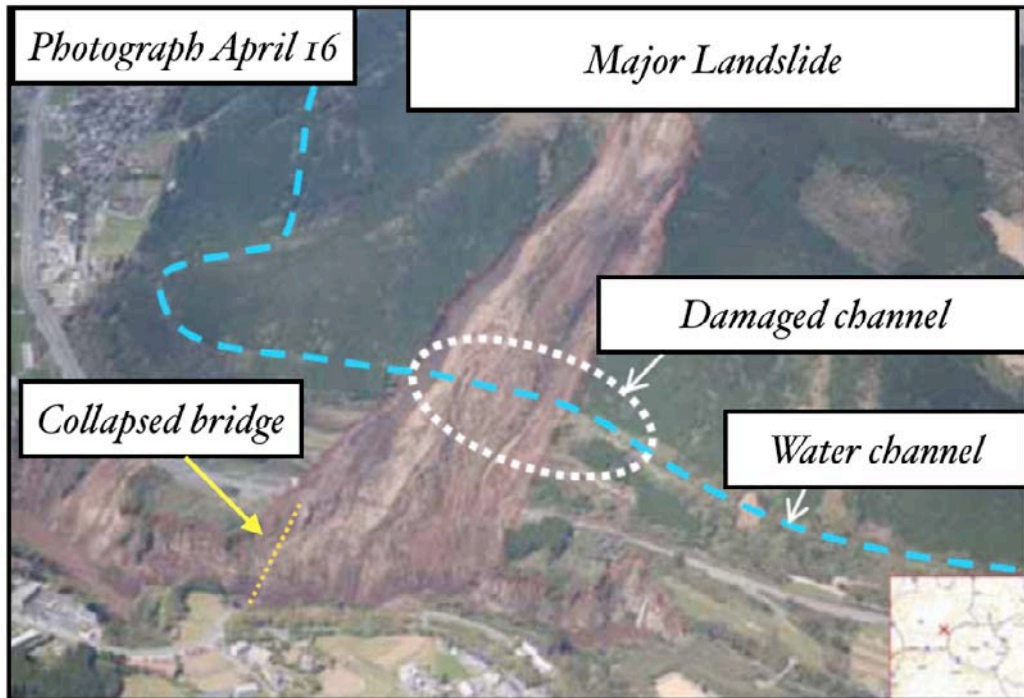 Photograph April 16
Major Landslide
Damaged channel
Collapsed bridge
Water channel